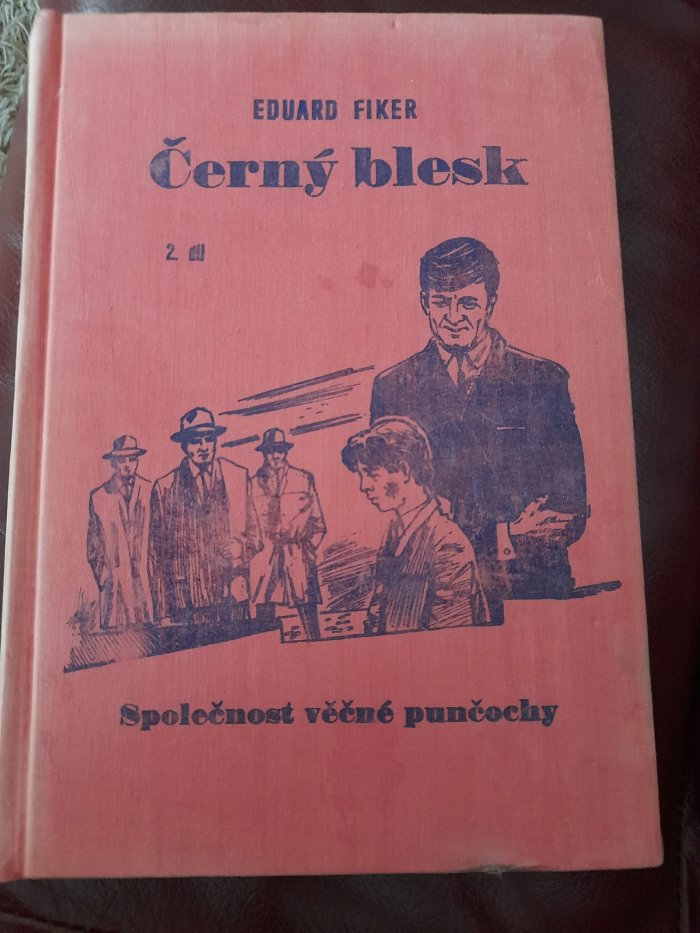 EDUARD FIKER
Černý blesk
2. díl
Společnost věčné punčochy